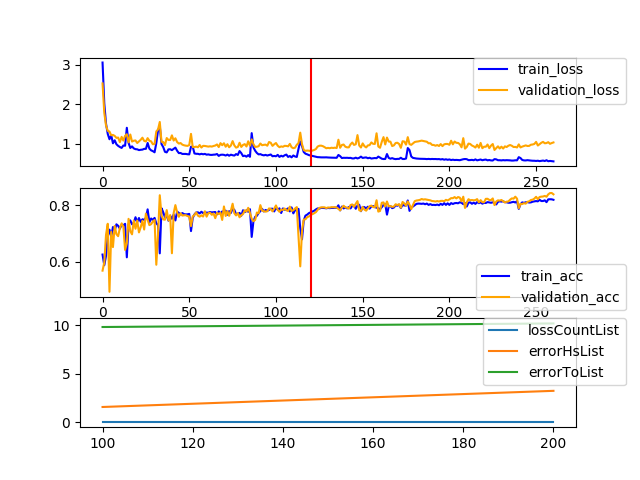 3
2
1
train_loss
validation_loss
0 50 100 150 200 250
0.8
0.6
train_acc
validation_acc
0 50 100 150 200 250
10
5
0
lossCountList
errorHsList
errorToList
100 120 140 160 180 200